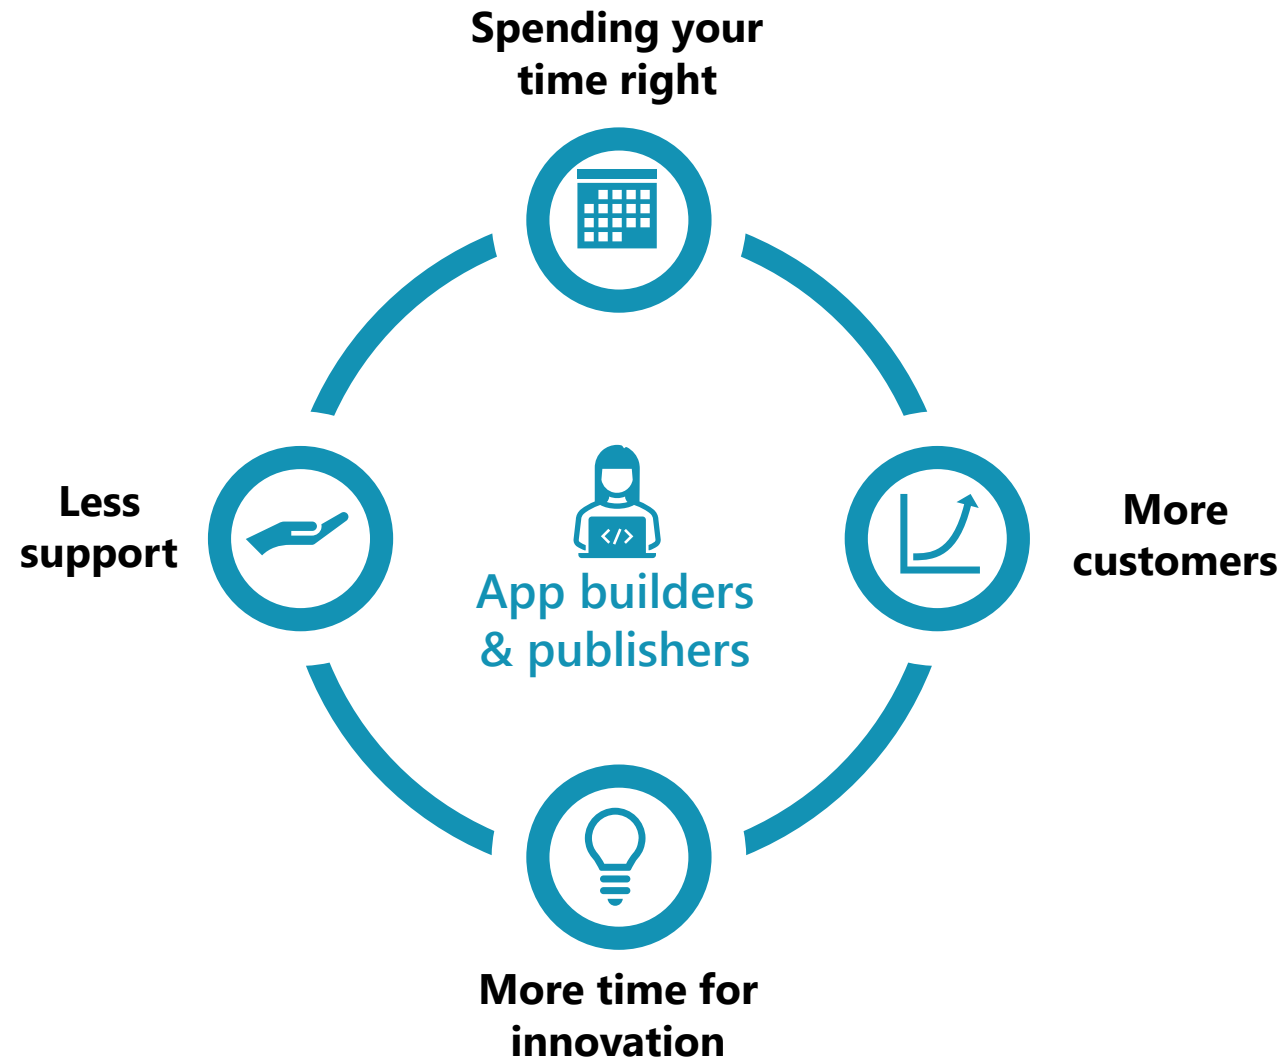 Spending your
time right
Less
support
More
customers
</>
App builders
& publishers
More time for
innovation